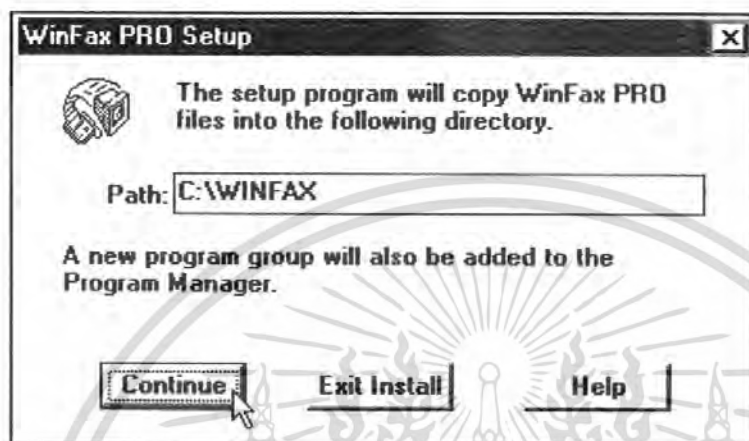 WinFax PRO Setup
The setup program will copy WinFax PRO
files into the following directory.
Path: C:\WINFAX
A new program group will also be added to the
Program Manager.
Continue Exit Install Help